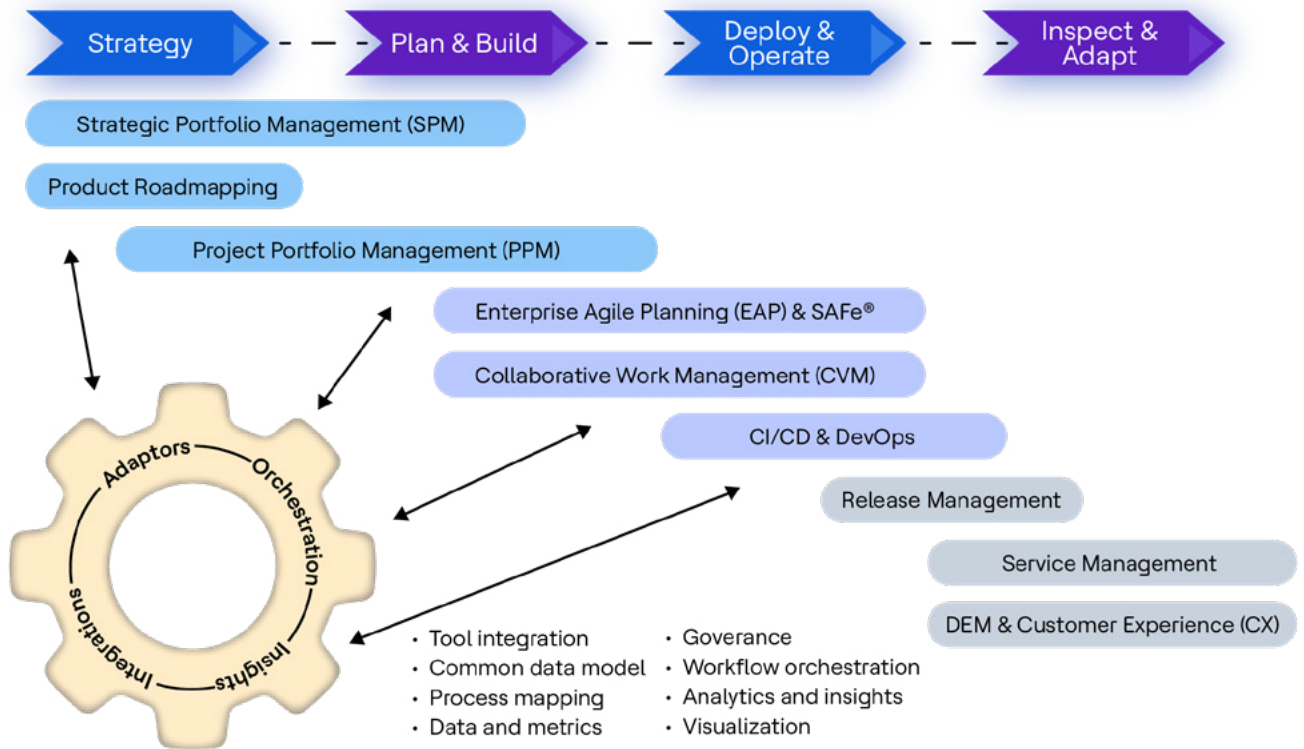 Strategy
Plan & Build
Deploy &
Operate
Inspect &
Adapt
Strategic Portfolio Management (SPM)
Product Roadmapping
Project Portfolio Management (PPM)
Enterprise Agile Planning (EAP) & SAFe®
Collaborative Work Management (CVM)
CI/CD & DevOps
Release Management
Service Management
DEM & Customer Experience (CX)
Adaptors
Orchestration
Insights
Integrations
• Tool integration
• Common data model
• Process mapping
• Data and metrics
• Goverance
• Workflow orchestration
• Analytics and insights
• Visualization